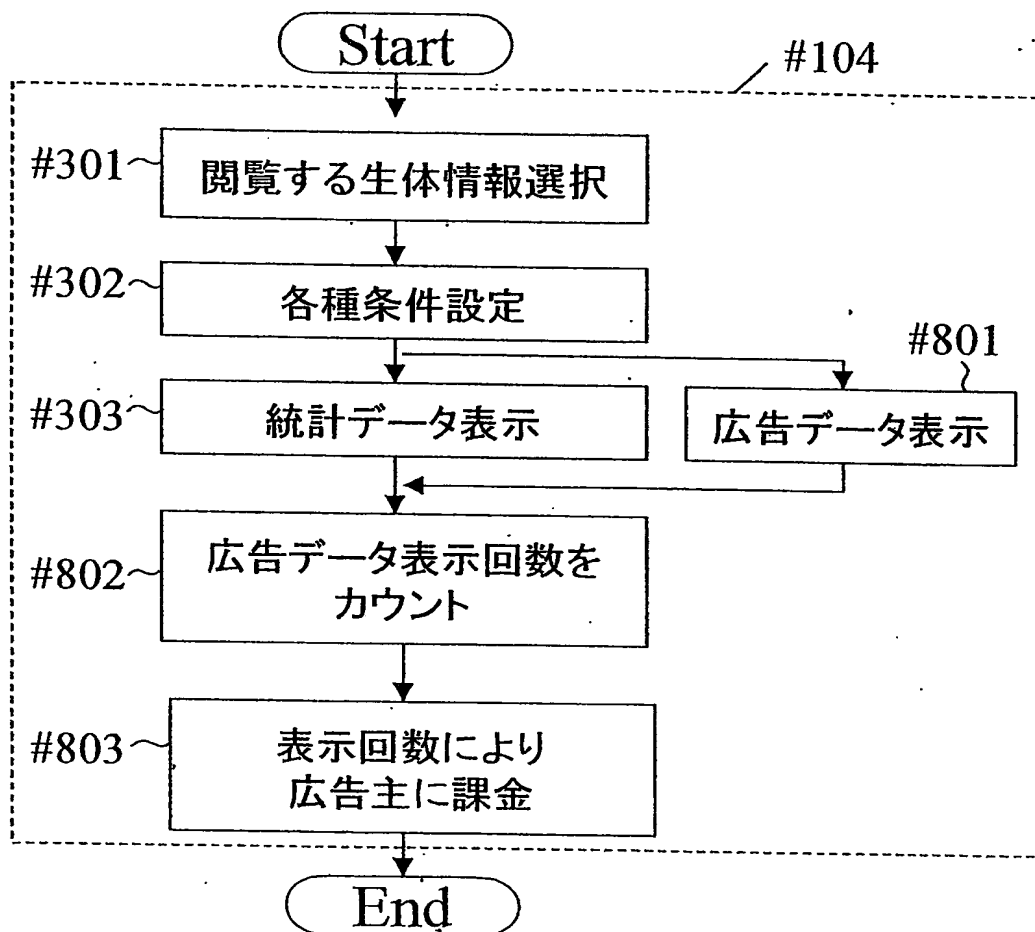 Start
#104
#301
閲覧する生体情報選択
#302
各種条件設定
#801
#303
統計データ表示
広告データ表示
#802
広告データ表示回数を
カウント
#803
表示回数により
広告主に課金
End